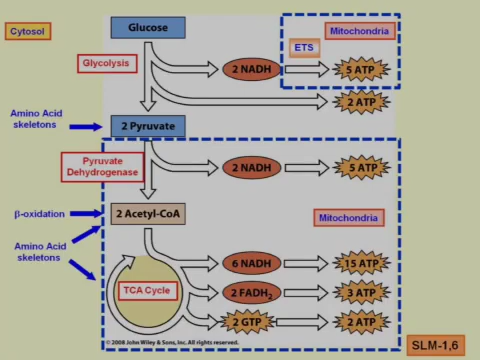 Cytosol
Glucose
Mitochondria
ETS
Glycolysis
2 NADH
5 ATP
2 ATP
Amino Acid
skeletons
2 Pyruvate
Pyruvate
Dehydrogenase
2 NADH
5 ATP
β-oxidation
2 Acetyl-CoA
Mitochondria
Amino Acid
skeletons
6 NADH
15 ATP
TCA Cycle
2 FADH₂
3 ATP
2 GTP
2 ATP
© 2008 John Wiley & Sons, Inc. All rights reserved.
SLM-1,6